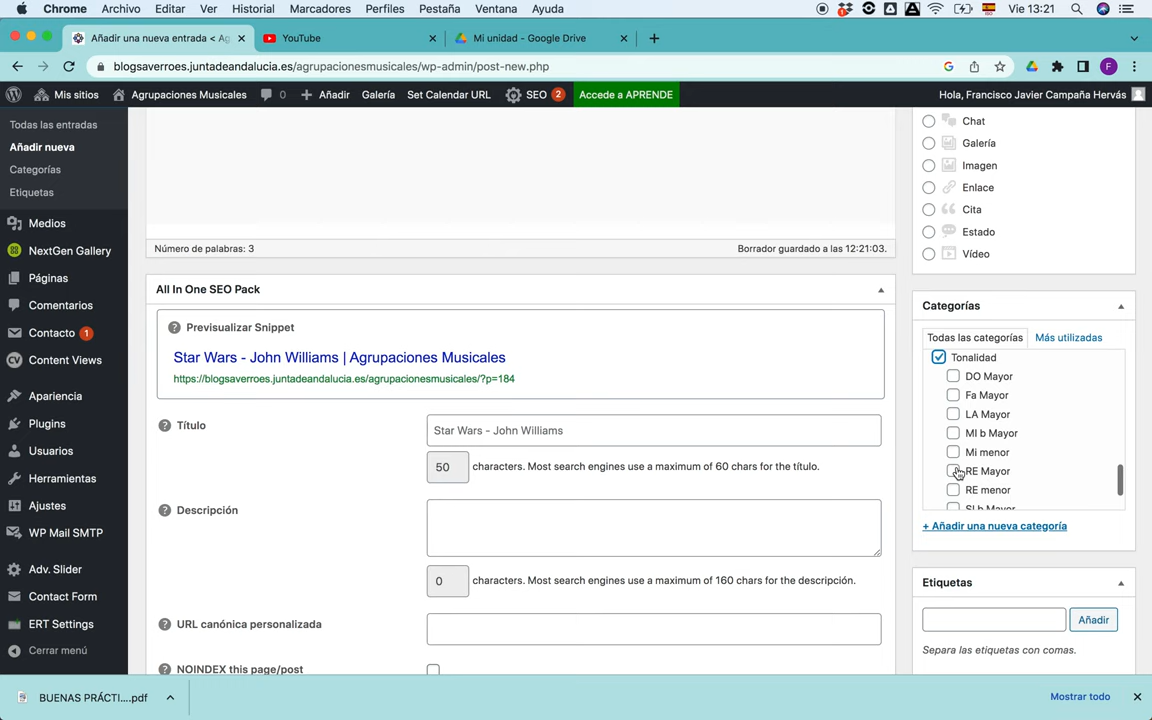 Chrome Archivo Editar Ver Historial Marcadores Perfiles Pestaña Ventana Ayuda Vie 13:21
Añadir una nueva entrada < Ag YouTube Mi unidad - Google Drive
blogsaverroes.juntadeandalucia.es/agrupacionesmusicales/wp-admin/post-new.php F
Mis sitios Agrupaciones Musicales 0 Añadir Galería Set Calendar URL SEO 2 Accede a APRENDE Hola, Francisco Javier Campaña Hervás
Todas las entradas
Añadir nueva
Categorías
Etiquetas
Medios
NextGen Gallery
Páginas
Comentarios
Contacto 1
CV Content Views
Apariencia
Plugins
Usuarios
Herramientas
Ajustes
WP Mail SMTP
Adv. Slider
Contact Form
ERT Settings
Cerrar menú
Número de palabras: 3 Borrador guardado a las 12:21:03.
All In One SEO Pack
Previsualizar Snippet
Star Wars - John Williams | Agrupaciones Musicales
https://blogsaverroes.juntadeandalucia.es/agrupacionesmusicales/?p=184
Título
Star Wars - John Williams
50 characters. Most search engines use a maximum of 60 chars for the título.
Descripción
0 characters. Most search engines use a maximum of 160 chars for the descripción.
URL canónica personalizada
NOINDEX this page/post
Chat
Galería
Imagen
Enlace
Cita
Estado
Vídeo
Categorías
Todas las categorías Más utilizadas
Tonalidad
DO Mayor
Fa Mayor
LA Mayor
MI b Mayor
Mi menor
RE Mayor
RE menor
SI b Mayor
+ Añadir una nueva categoría
Etiquetas
Añadir
Separa las etiquetas con comas.
BUENAS PRÁCTI....pdf Mostrar todo